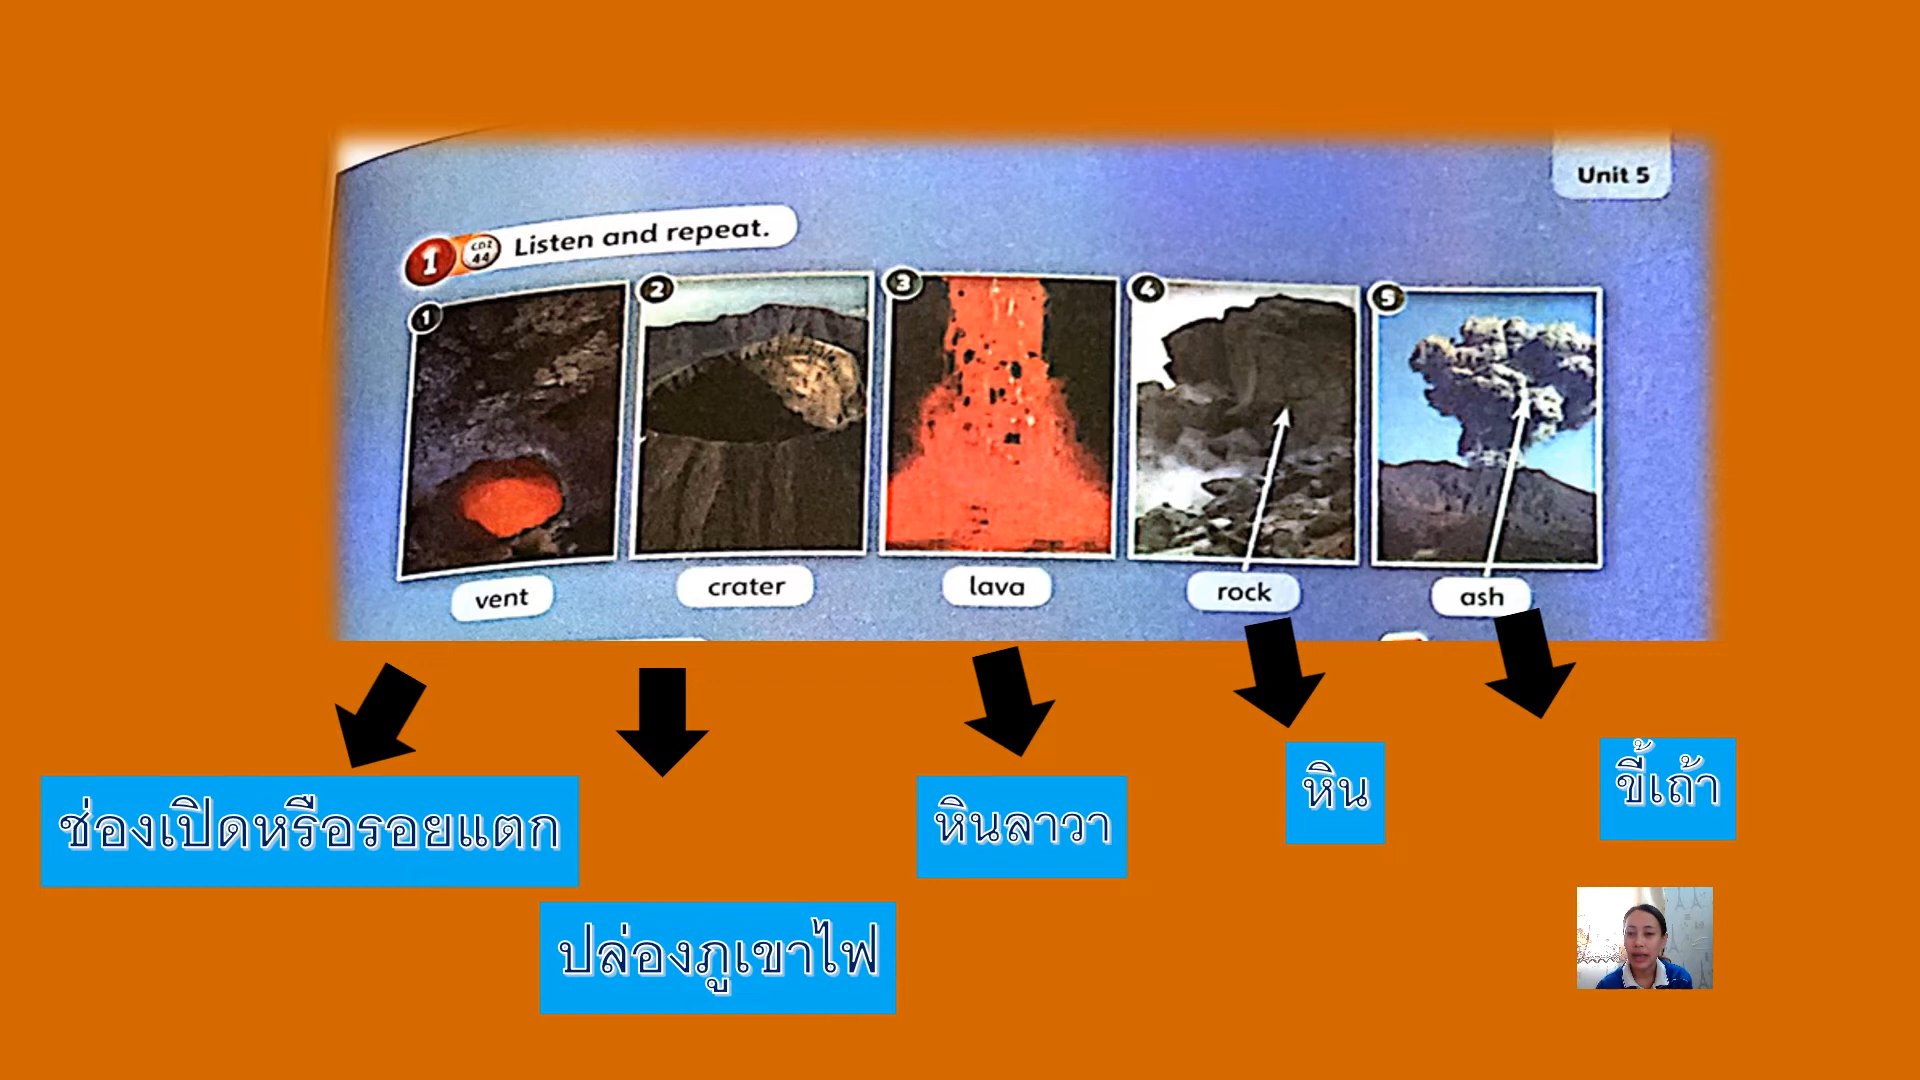 Unit 5
1 CD2 44 Listen and repeat.
1 2 3 4 5
vent crater lava rock ash
ช่องเปิดหรือรอยแตก
ปล่องภูเขาไฟ
หินลาวา
หิน
ขี้เถ้า